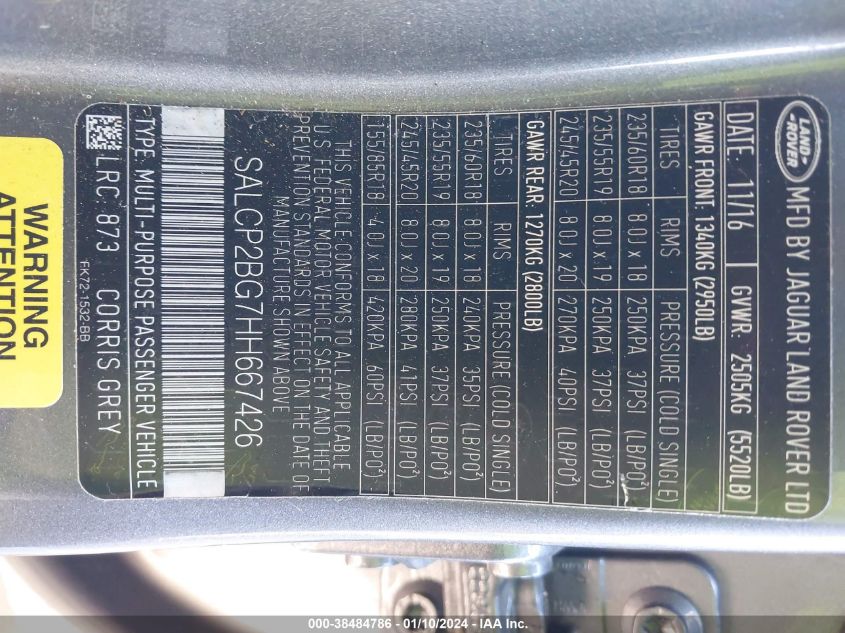 LAND
ROVER
MFD BY JAGUAR LAND ROVER LTD
DATE: 11/16 GVWR: 2505KG (5520LB)
GAWR FRONT: 1340KG (2950LB)
TIRES RIMS PRESSURE (COLD SINGLE)
235/60R18 8.0J x 18 250KPA 37PSI (LB/PO²)
235/55R19 8.0J x 19 250KPA 37PSI (LB/PO²)
245/45R20 8.0J x 20 270KPA 40PSI (LB/PO²)
GAWR REAR: 1270KG (2800LB)
TIRES RIMS PRESSURE (COLD SINGLE)
235/60R18 8.0J x 18 240KPA 35PSI (LB/PO²)
235/55R19 8.0J x 19 250KPA 37PSI (LB/PO²)
245/45R20 8.0J x 20 280KPA 41PSI (LB/PO²)
155/85R18 4.0J x 18 420KPA 60PSI (LB/PO²)
THIS VEHICLE CONFORMS TO ALL APPLICABLE
U.S. FEDERAL MOTOR VEHICLE SAFETY AND THEFT
PREVENTION STANDARDS IN EFFECT ON THE DATE OF
MANUFACTURE SHOWN ABOVE
SALCP2BG7HH667426
TYPE: MULTI-PURPOSE PASSENGER VEHICLE
LRC 873 CORRIS GREY
FK72-1532-BB
WARNING
ATTENTION
000-38484786 - 01/10/2024 - IAA Inc.